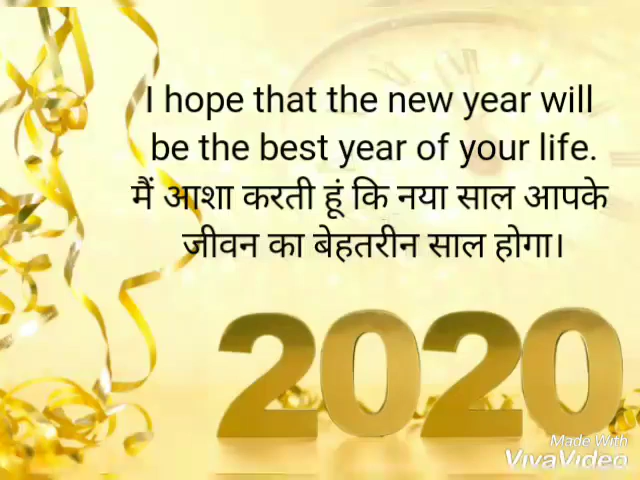 I hope that the new year will
be the best year of your life.
मैं आशा करती हूं कि नया साल आपके
जीवन का बेहतरीन साल होगा।
2020
Made With
VivaVideo